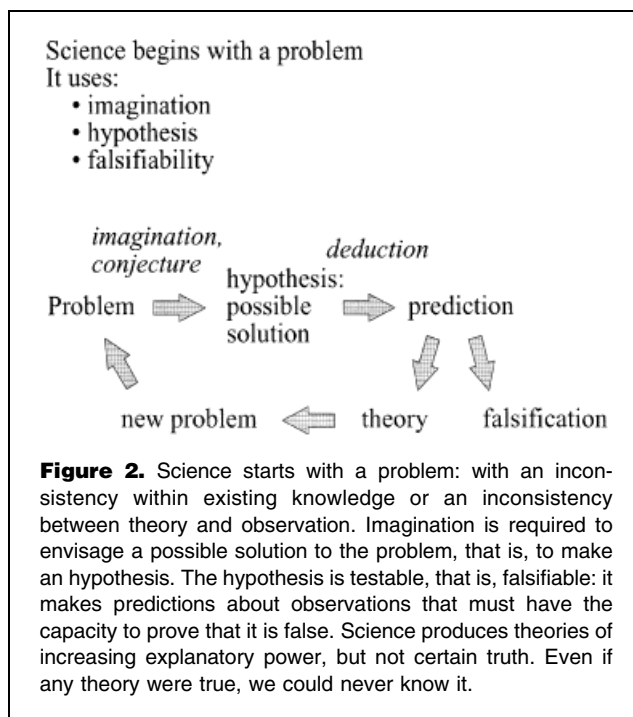 Science begins with a problem
It uses:
• imagination
• hypothesis
• falsifiability
imagination,
conjecture
deduction
hypothesis:
Problem possible prediction
solution
new problem theory falsification
Figure 2. Science starts with a problem: with an incon-
sistency within existing knowledge or an inconsistency
between theory and observation. Imagination is required to
envisage a possible solution to the problem, that is, to make
an hypothesis. The hypothesis is testable, that is, falsifiable: it
makes predictions about observations that must have the
capacity to prove that it is false. Science produces theories of
increasing explanatory power, but not certain truth. Even if
any theory were true, we could never know it.